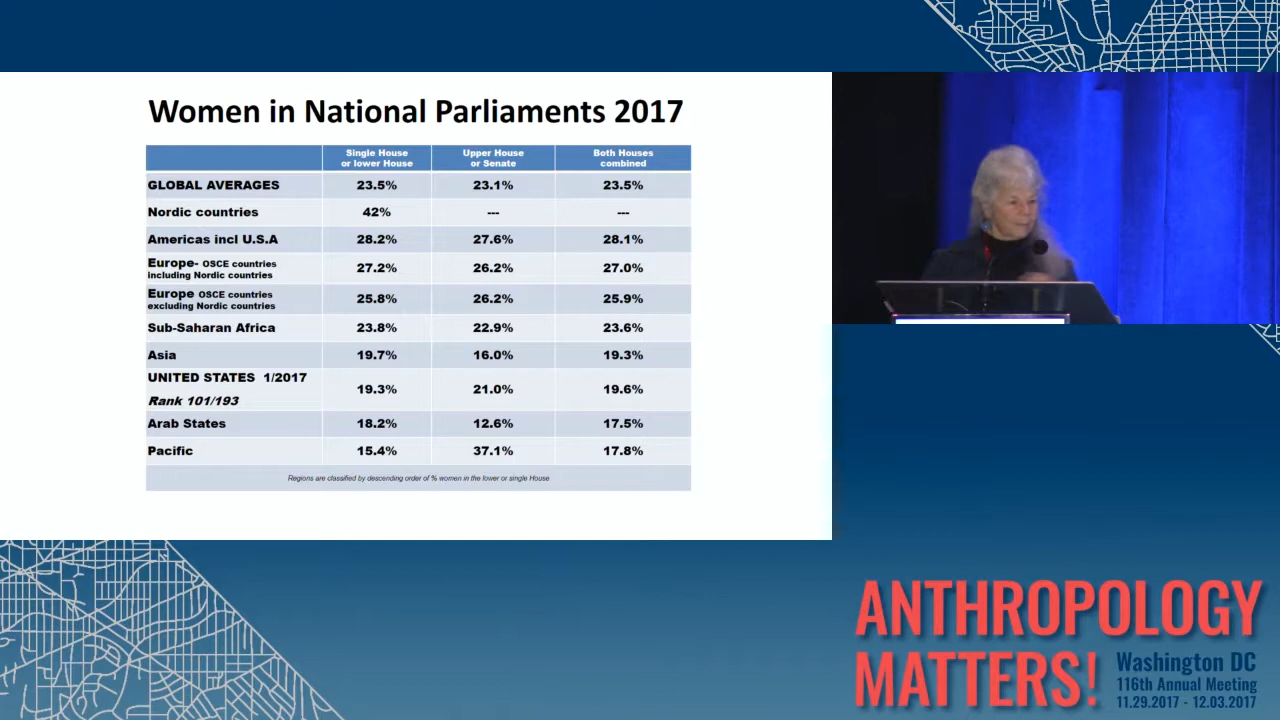 Women in National Parliaments 2017
Single House
or lower House
Upper House
or Senate
Both Houses
combined
GLOBAL AVERAGES 23.5% 23.1% 23.5%
Nordic countries 42% --- ---
Americas incl U.S.A 28.2% 27.6% 28.1%
Europe- OSCE countries
including Nordic countries
27.2% 26.2% 27.0%
Europe OSCE countries
excluding Nordic countries
25.8% 26.2% 25.9%
Sub-Saharan Africa 23.8% 22.9% 23.6%
Asia 19.7% 16.0% 19.3%
UNITED STATES 1/2017
Rank 101/193
19.3% 21.0% 19.6%
Arab States 18.2% 12.6% 17.5%
Pacific 15.4% 37.1% 17.8%
Regions are classified by descending order of % women in the lower or single House
ANTHROPOLOGY
MATTERS!
Washington DC
116th Annual Meeting
11.29.2017 - 12.03.2017